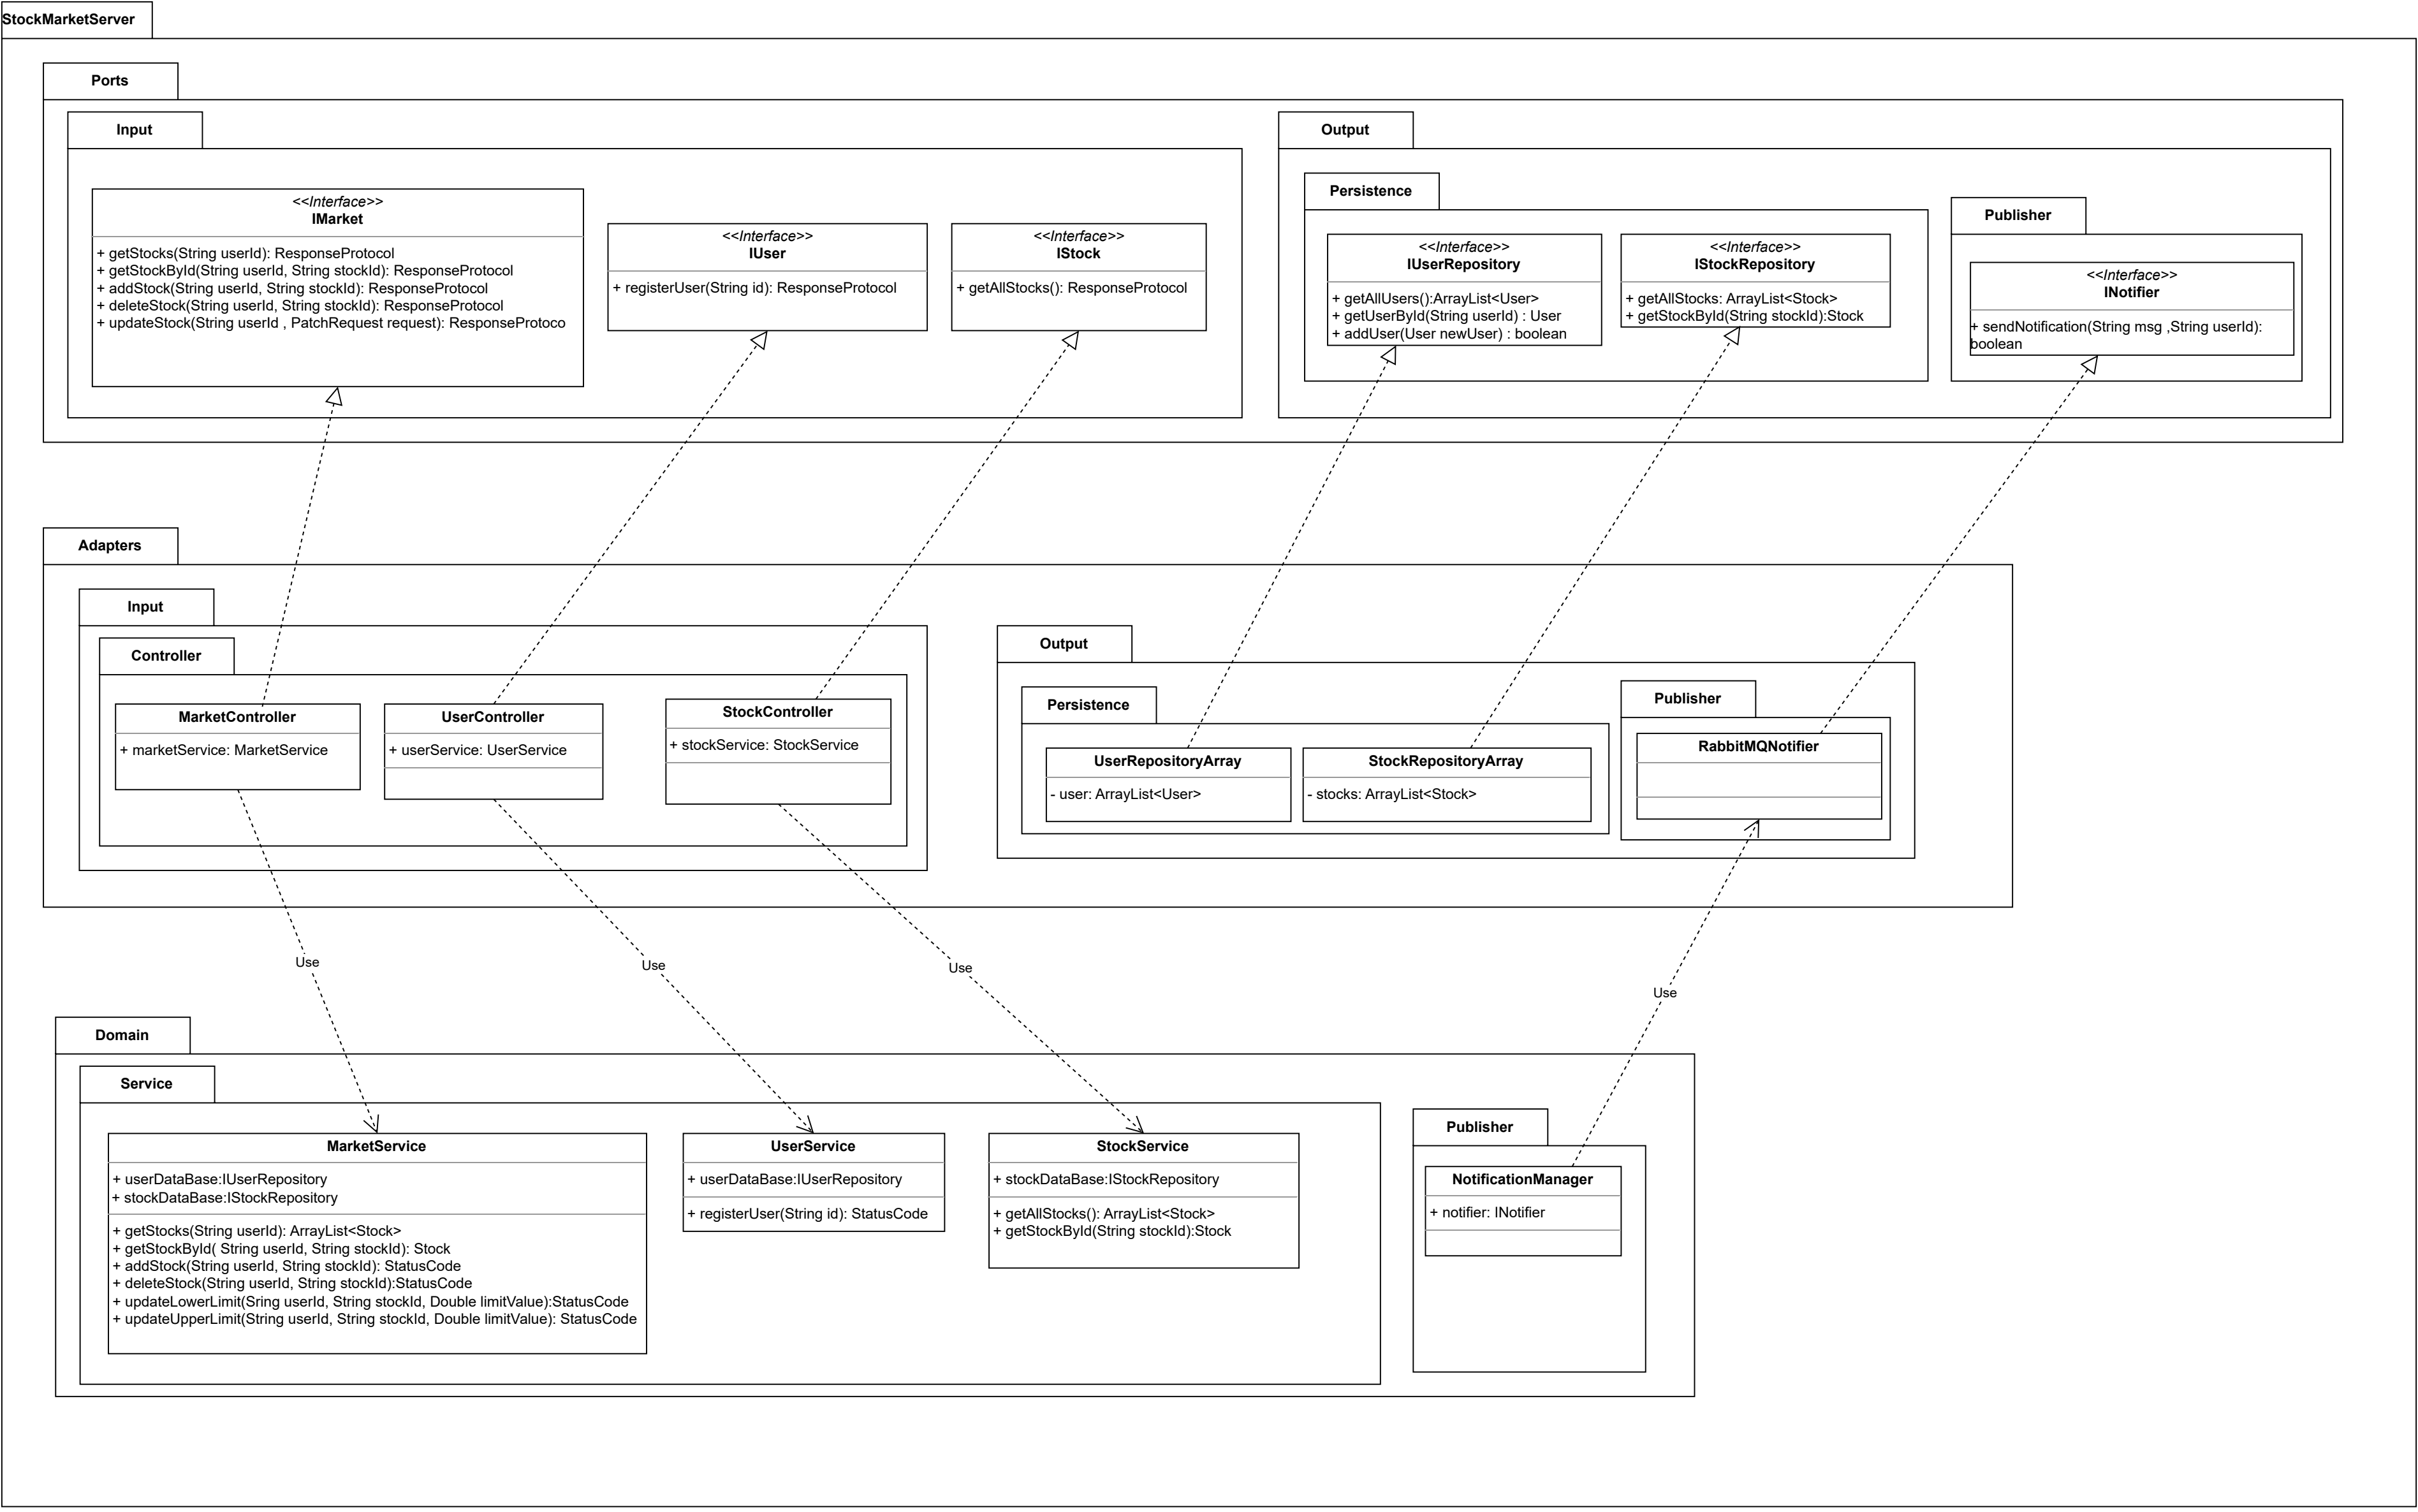 StockMarketServer
Ports
Input
<<Interface>>
IMarket
+ getStocks(String userId): ResponseProtocol
+ getStockById(String userId, String stockId): ResponseProtocol
+ addStock(String userId, String stockId): ResponseProtocol
+ deleteStock(String userId, String stockId): ResponseProtocol
+ updateStock(String userId , PatchRequest request): ResponseProtoco
<<Interface>>
IUser
+ registerUser(String id): ResponseProtocol
<<Interface>>
IStock
+ getAllStocks(): ResponseProtocol
Output
Persistence
<<Interface>>
IUserRepository
+ getAllUsers():ArrayList<User>
+ getUserById(String userId) : User
+ addUser(User newUser) : boolean
<<Interface>>
IStockRepository
+ getAllStocks: ArrayList<Stock>
+ getStockById(String stockId):Stock
Publisher
<<Interface>>
INotifier
+ sendNotification(String msg ,String userId):
boolean
Adapters
Input
Controller
MarketController
+ marketService: MarketService
UserController
+ userService: UserService
StockController
+ stockService: StockService
Output
Persistence
UserRepositoryArray
- user: ArrayList<User>
StockRepositoryArray
- stocks: ArrayList<Stock>
Publisher
RabbitMQNotifier
Use
Use
Use
Use
Domain
Service
MarketService
+ userDataBase:IUserRepository
+ stockDataBase:IStockRepository
+ getStocks(String userId): ArrayList<Stock>
+ getStockById( String userId, String stockId): Stock
+ addStock(String userId, String stockId): StatusCode
+ deleteStock(String userId, String stockId):StatusCode
+ updateLowerLimit(Sring userId, String stockId, Double limitValue):StatusCode
+ updateUpperLimit(String userId, String stockId, Double limitValue): StatusCode
UserService
+ userDataBase:IUserRepository
+ registerUser(String id): StatusCode
StockService
+ stockDataBase:IStockRepository
+ getAllStocks(): ArrayList<Stock>
+ getStockById(String stockId):Stock
Publisher
NotificationManager
+ notifier: INotifier